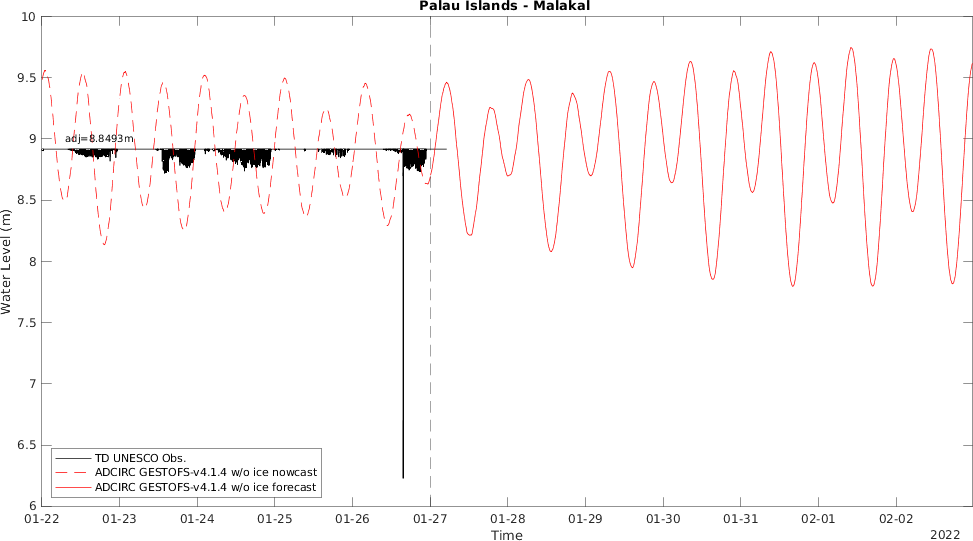 Palau Islands - Malakal
10
9.5
9
8.5
8
7.5
7
6.5
6
Water Level (m)
adj=8.8493m
TD UNESCO Obs.
ADCIRC GESTOFS-v4.1.4 w/o ice nowcast
ADCIRC GESTOFS-v4.1.4 w/o ice forecast
01-22 01-23 01-24 01-25 01-26 01-27 01-28 01-29 01-30 01-31 02-01 02-02
Time
2022